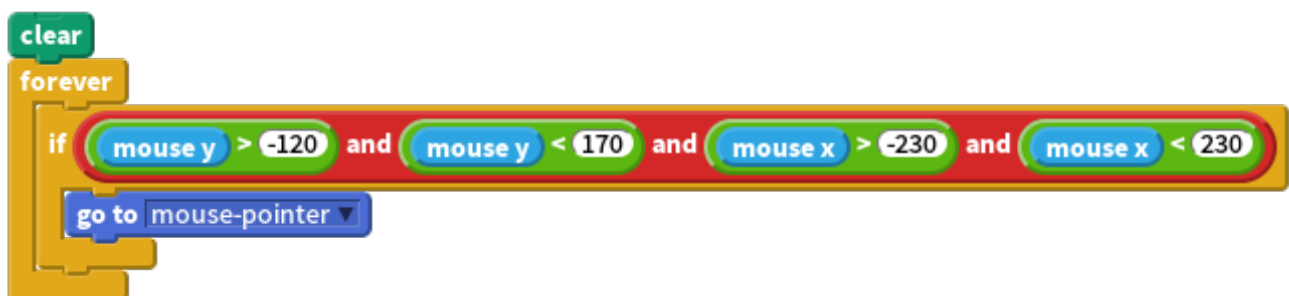 clear
forever
if mouse y > -120 and mouse y < 170 and mouse x > -230 and mouse x < 230
go to mouse-pointer